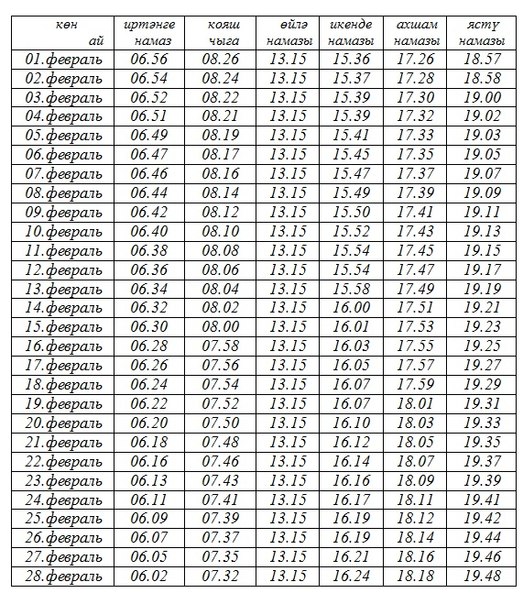 көн иртәнге кояш өйлә икенде ахшам ястү
ай намаз чыга намазы намазы намазы намазы
01.февраль 06.56 08.26 13.15 15.36 17.26 18.57
02.февраль 06.54 08.24 13.15 15.37 17.28 18.58
03.февраль 06.52 08.22 13.15 15.39 17.30 19.00
04.февраль 06.51 08.21 13.15 15.39 17.32 19.02
05.февраль 06.49 08.19 13.15 15.41 17.33 19.03
06.февраль 06.47 08.17 13.15 15.45 17.35 19.05
07.февраль 06.46 08.16 13.15 15.47 17.37 19.07
08.февраль 06.44 08.14 13.15 15.49 17.39 19.09
09.февраль 06.42 08.12 13.15 15.50 17.41 19.11
10.февраль 06.40 08.10 13.15 15.52 17.43 19.13
11.февраль 06.38 08.08 13.15 15.54 17.45 19.15
12.февраль 06.36 08.06 13.15 15.54 17.47 19.17
13.февраль 06.34 08.04 13.15 15.58 17.49 19.19
14.февраль 06.32 08.02 13.15 16.00 17.51 19.21
15.февраль 06.30 08.00 13.15 16.01 17.53 19.23
16.февраль 06.28 07.58 13.15 16.03 17.55 19.25
17.февраль 06.26 07.56 13.15 16.05 17.57 19.27
18.февраль 06.24 07.54 13.15 16.07 17.59 19.29
19.февраль 06.22 07.52 13.15 16.07 18.01 19.31
20.февраль 06.20 07.50 13.15 16.10 18.03 19.33
21.февраль 06.18 07.48 13.15 16.12 18.05 19.35
22.февраль 06.16 07.46 13.15 16.14 18.07 19.37
23.февраль 06.13 07.43 13.15 16.16 18.09 19.39
24.февраль 06.11 07.41 13.15 16.17 18.11 19.41
25.февраль 06.09 07.39 13.15 16.19 18.12 19.42
26.февраль 06.07 07.37 13.15 16.19 18.14 19.44
27.февраль 06.05 07.35 13.15 16.21 18.16 19.46
28.февраль 06.02 07.32 13.15 16.24 18.18 19.48